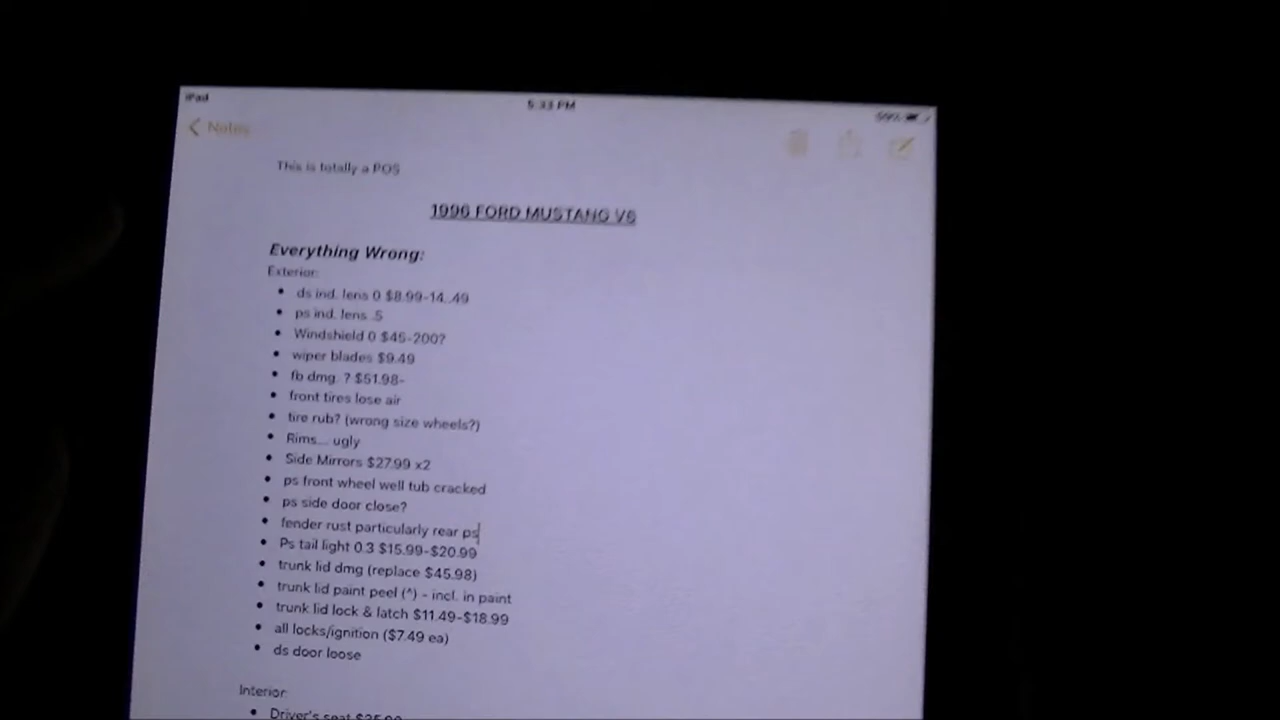 iPad
5:33 PM
99%
Notes
This is totally a POS
1996 FORD MUSTANG V6
Everything Wrong:
Exterior:
• ds ind. lens 0 $8.99-14..49
• ps ind. lens .5
• Windshield 0 $45-200?
• wiper blades $9.49
• fb dmg. ? $51.98-
• front tires lose air
• tire rub? (wrong size wheels?)
• Rims.... ugly
• Side Mirrors $27.99 x2
• ps front wheel well tub cracked
• ps side door close?
• fender rust particularly rear ps
• Ps tail light 0.3 $15.99-$20.99
• trunk lid dmg (replace $45.98)
• trunk lid paint peel (^) - incl. in paint
• trunk lid lock & latch $11.49-$18.99
• all locks/ignition ($7.49 ea)
• ds door loose
Interior:
• Driver's seat